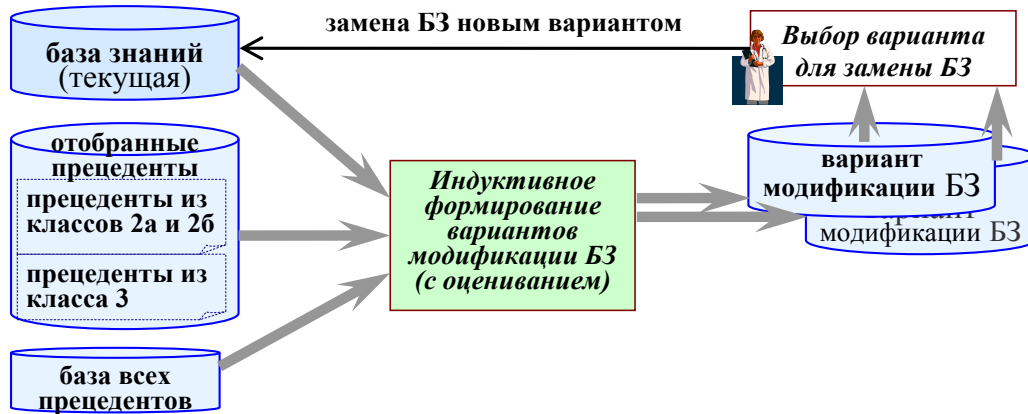 замена БЗ новым вариантом
база знаний
(текущая)
Выбор варианта
для замены БЗ
отобранные
прецеденты
прецеденты из
классов 2а и 2б
прецеденты из
класса 3
Индуктивное
формирование
вариантов
модификации БЗ
(с оцениванием)
вариант
модификации БЗ
вариант
модификации БЗ
база всех
прецедентов